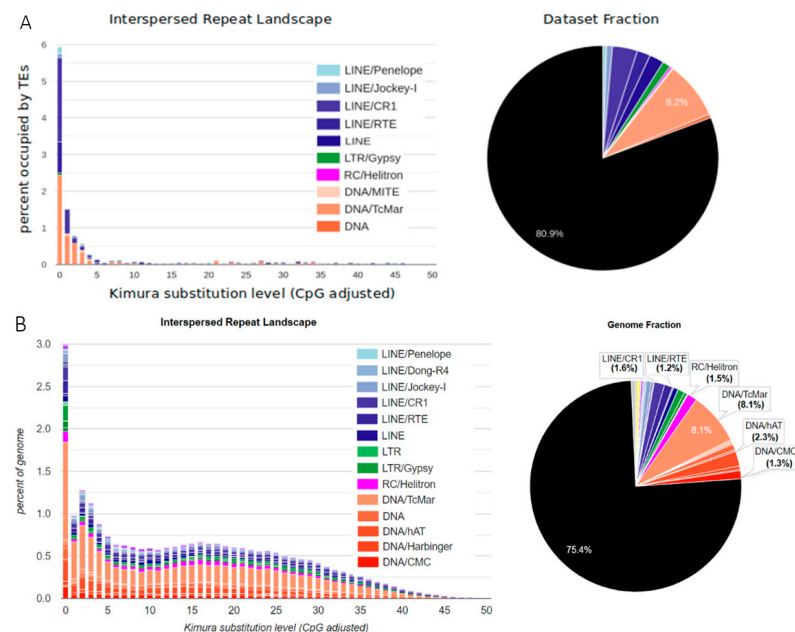 A
Interspersed Repeat Landscape
Dataset Fraction
percent occupied by TEs
6
5
4
3
2
1
0
0 5 10 15 20 25 30 35 40 45 50
Kimura substitution level (CpG adjusted)
LINE/Penelope
LINE/Jockey-I
LINE/CR1
LINE/RTE
LINE
LTR/Gypsy
RC/Helitron
DNA/MITE
DNA/TcMar
DNA
8.2%
80.9%
B
Interspersed Repeat Landscape
Genome Fraction
percent of genome
3.0
2.5
2.0
1.5
1.0
0.5
0.0
0 5 10 15 20 25 30 35 40 45 50
Kimura substitution level (CpG adjusted)
LINE/Penelope
LINE/Dong-R4
LINE/Jockey-I
LINE/CR1
LINE/RTE
LINE
LTR
LTR/Gypsy
RC/Helitron
DNA/TcMar
DNA
DNA/hAT
DNA/Harbinger
DNA/CMC
LINE/CR1
(1.6%)
LINE/RTE
(1.2%)
RC/Helitron
(1.5%)
DNA/TcMar
(8.1%)
DNA/hAT
(2.3%)
DNA/CMC
(1.3%)
8.1%
75.4%